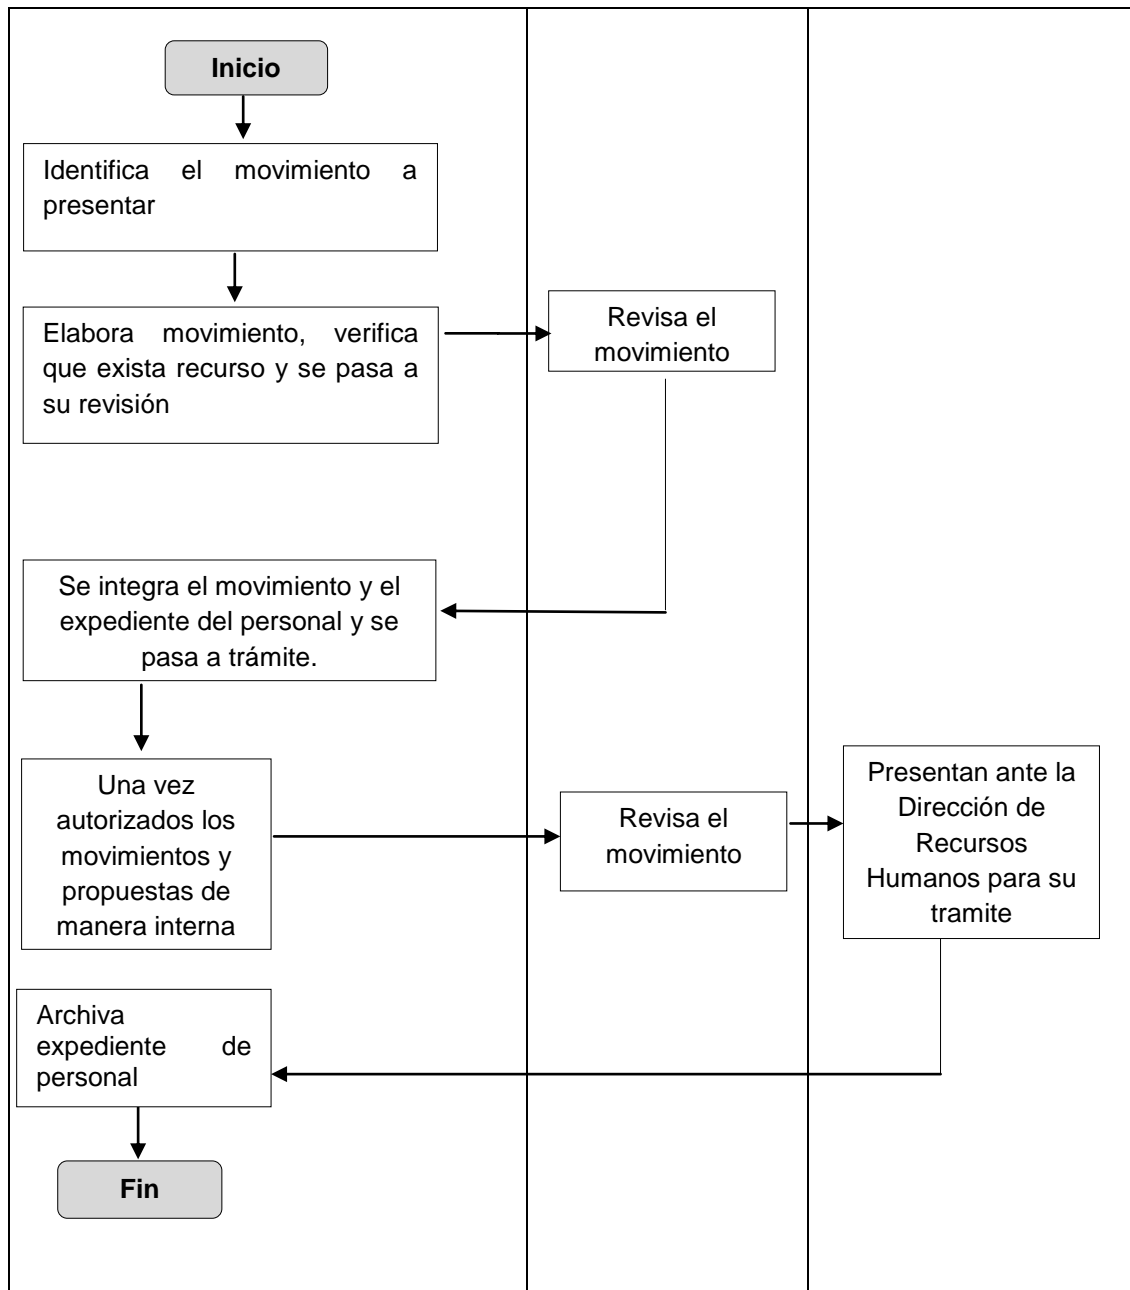 Inicio
Identifica el movimiento a
presentar
Elabora movimiento, verifica
que exista recurso y se pasa a
su revisión
Revisa el
movimiento
Se integra el movimiento y el
expediente del personal y se
pasa a trámite.
Una vez
autorizados los
movimientos y
propuestas de
manera interna
Revisa el
movimiento
Presentan ante la
Dirección de
Recursos
Humanos para su
tramite
Archiva
expediente de
personal
Fin